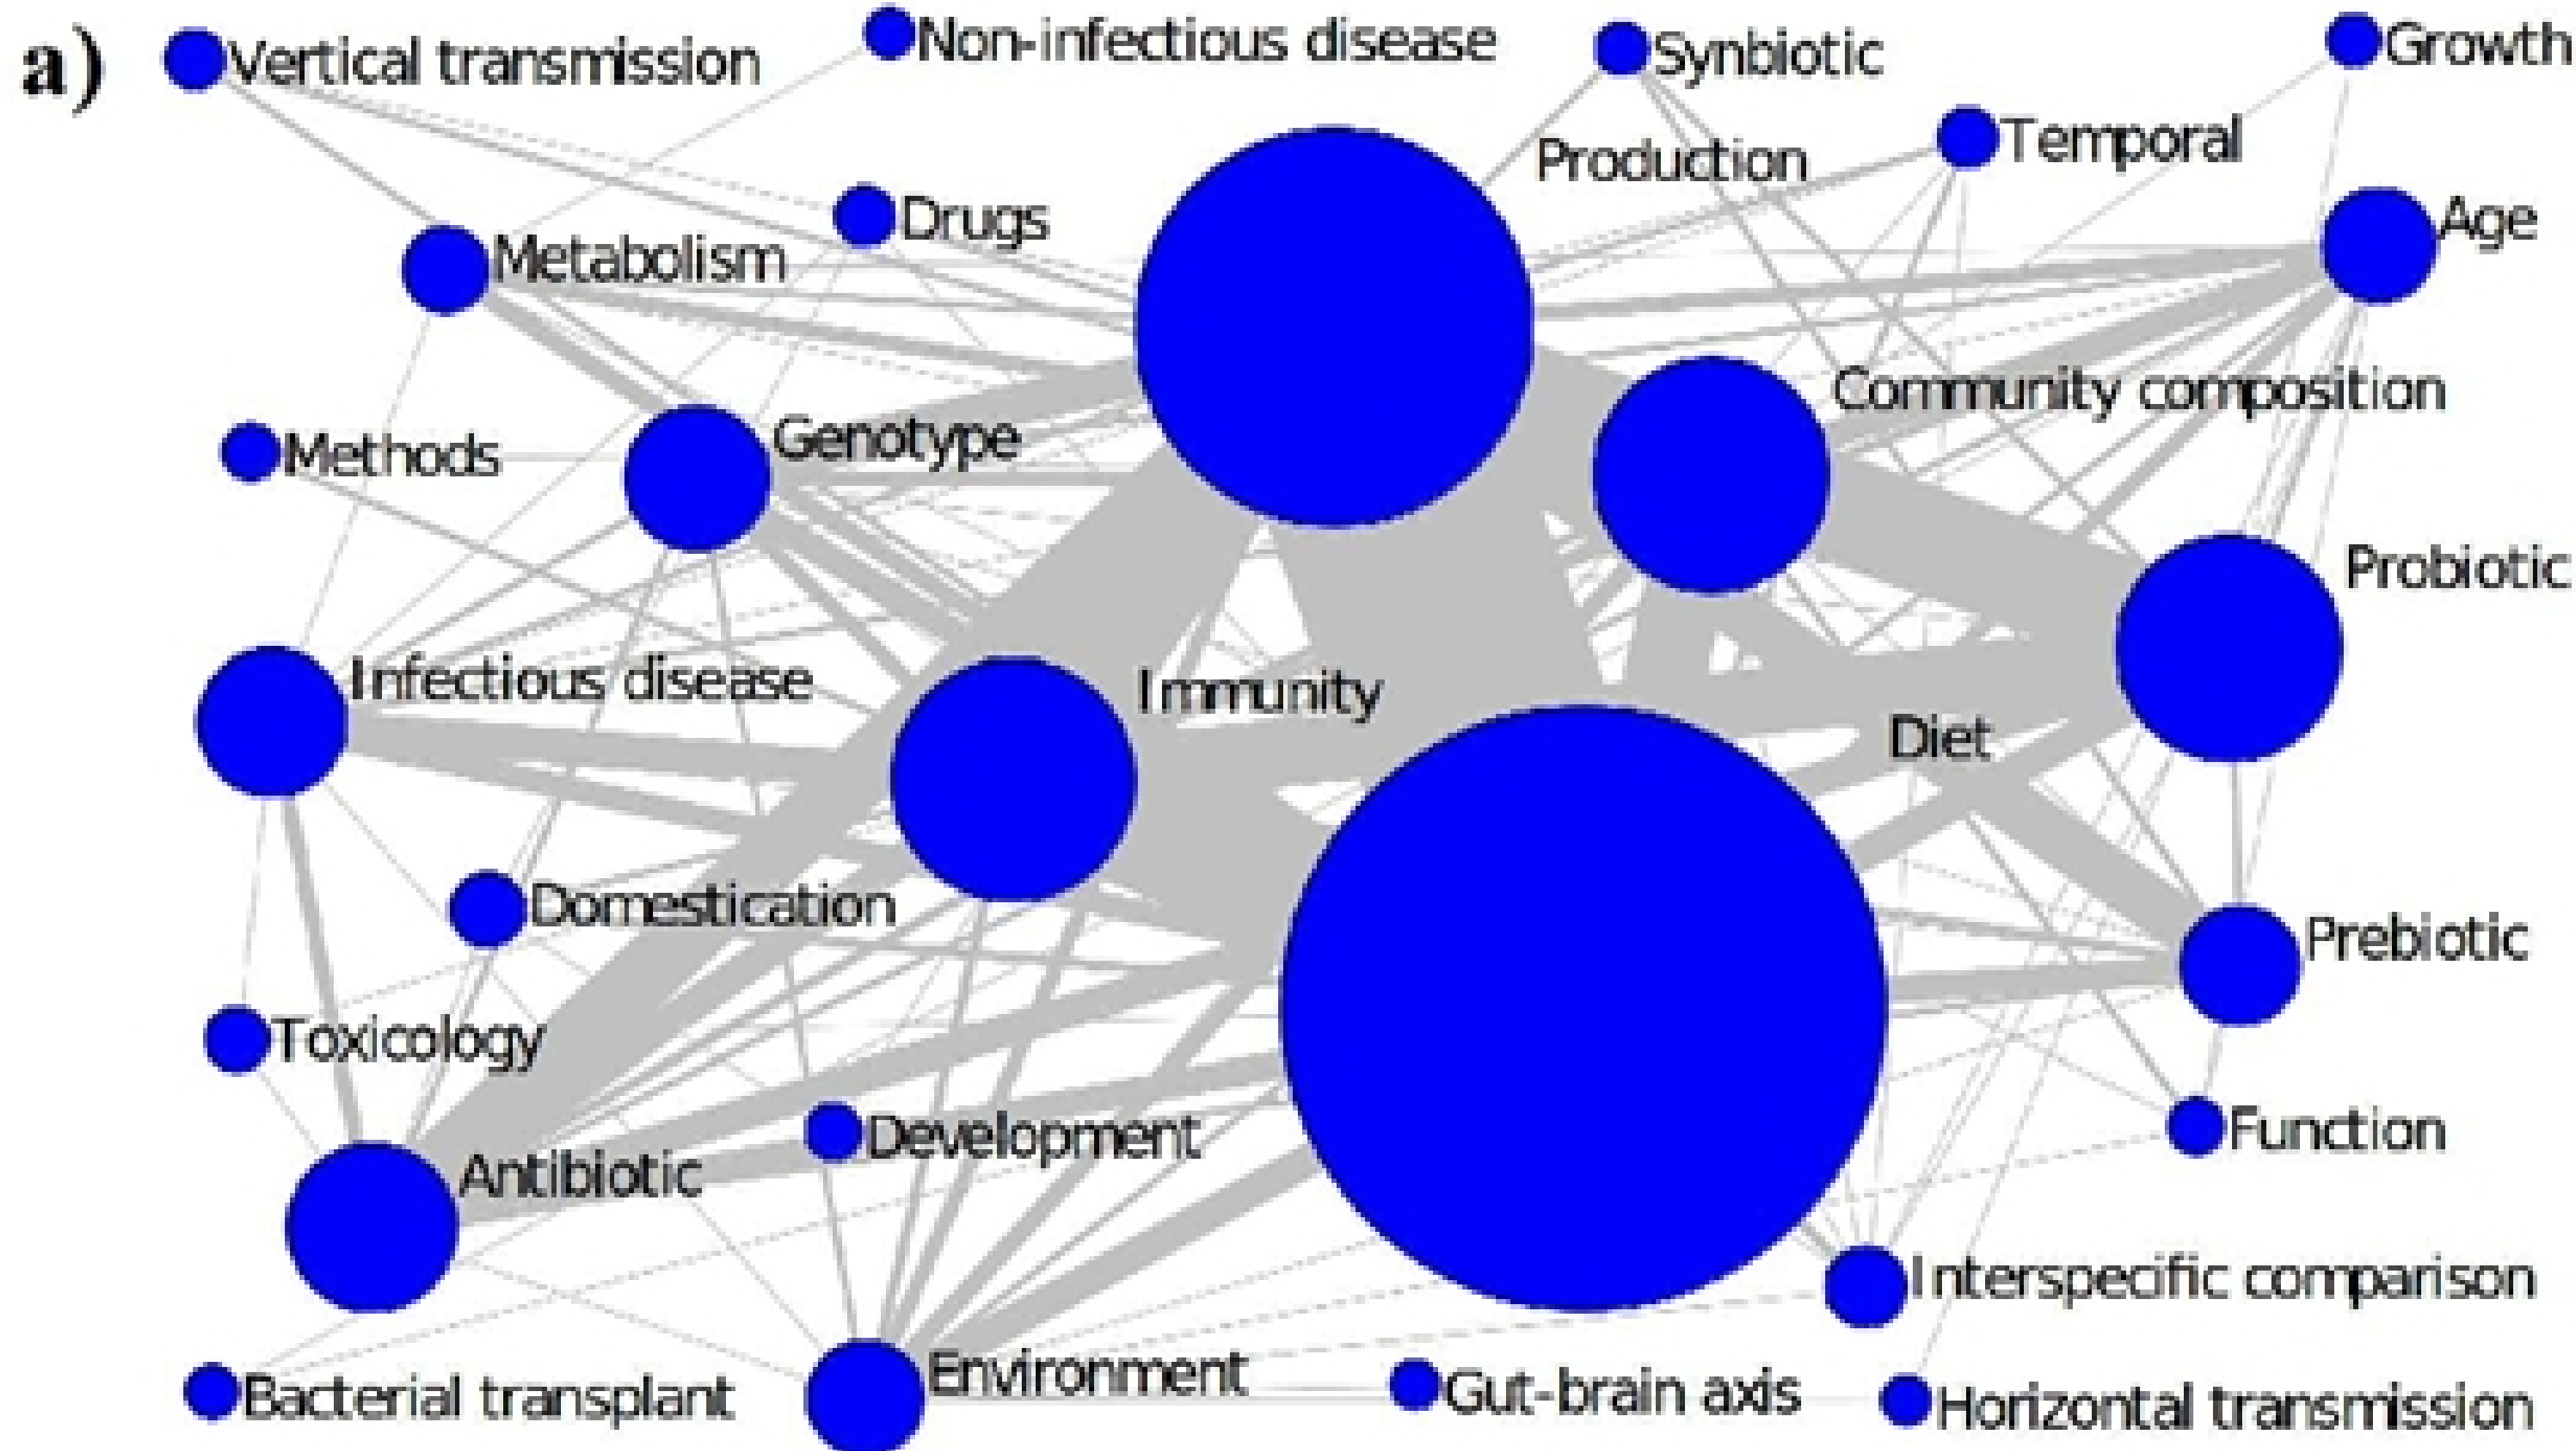 a)
Vertical transmission
Non-infectious disease
Synbiotic
Growth
Production
Temporal
Drugs
Age
Metabolism
Community composition
Genotype
Methods
Probiotic
Infectious disease
Immunity
Diet
Domestication
Prebiotic
Toxicology
Development
Function
Antibiotic
Interspecific comparison
Environment
Bacterial transplant
Gut-brain axis
Horizontal transmission